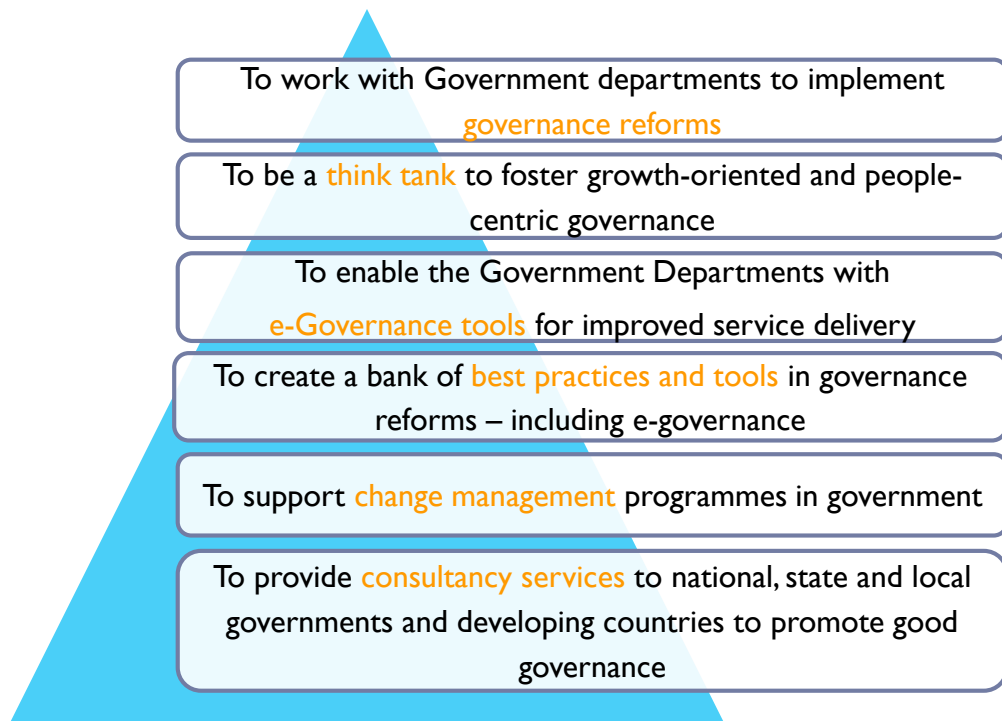 To work with Government departments to implement
governance reforms
To be a think tank to foster growth-oriented and people-
centric governance
To enable the Government Departments with
e-Governance tools for improved service delivery
To create a bank of best practices and tools in governance
reforms – including e-governance
To support change management programmes in government
To provide consultancy services to national, state and local
governments and developing countries to promote good
governance